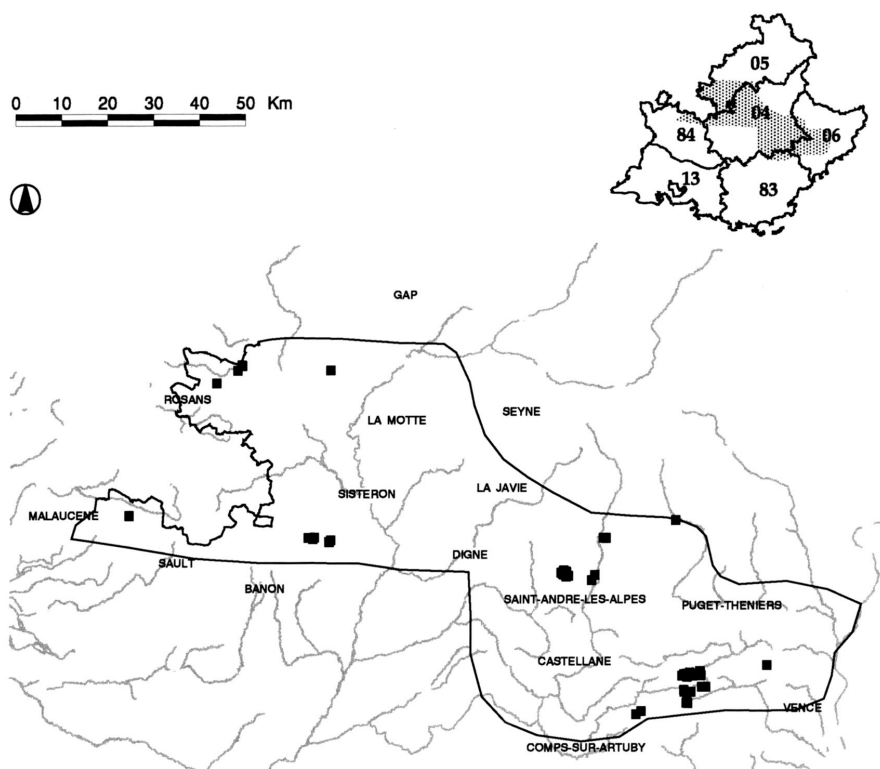 0 10 20 30 40 50 Km
05
04
06
84
13
83
GAP
ROSANS
LA MOTTE
SEYNE
SISTERON
LA JAVIE
MALAUCENE
DIGNE
SAULT
BANON
SAINT-ANDRE-LES-ALPES
PUGET-THENIERS
CASTELLANE
VENCE
COMPS-SUR-ARTUBY